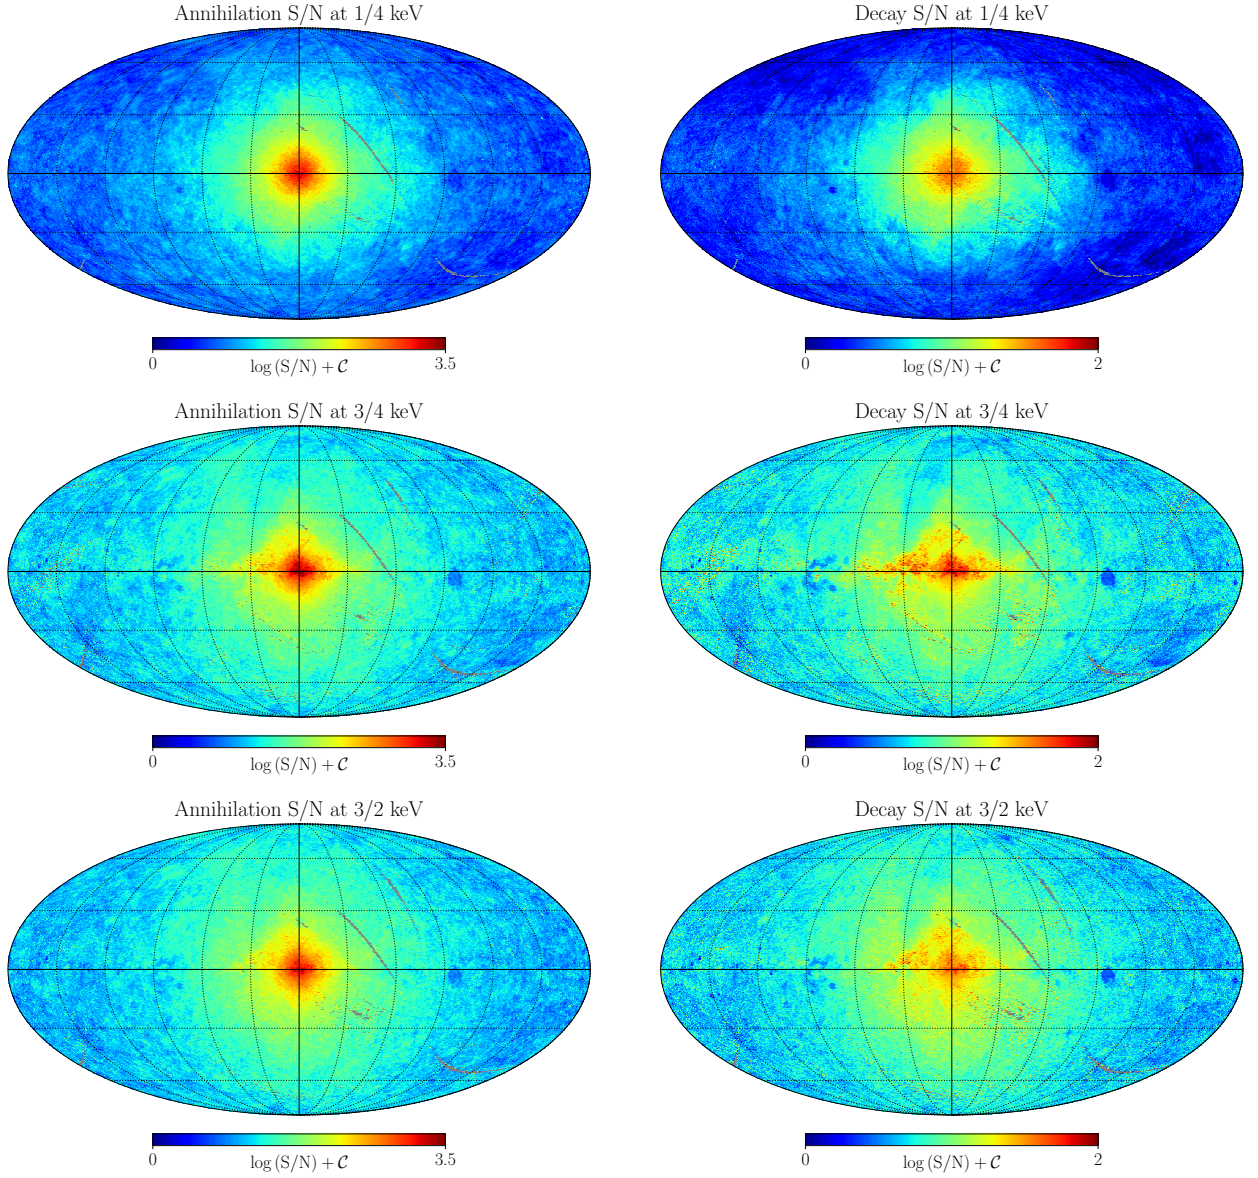 Annihilation S/N at 1/4 keV
Decay S/N at 1/4 keV
0 log (S/N) + 𝒞 3.5
0 log (S/N) + 𝒞 2
Annihilation S/N at 3/4 keV
Decay S/N at 3/4 keV
0 log (S/N) + 𝒞 3.5
0 log (S/N) + 𝒞 2
Annihilation S/N at 3/2 keV
Decay S/N at 3/2 keV
0 log (S/N) + 𝒞 3.5
0 log (S/N) + 𝒞 2